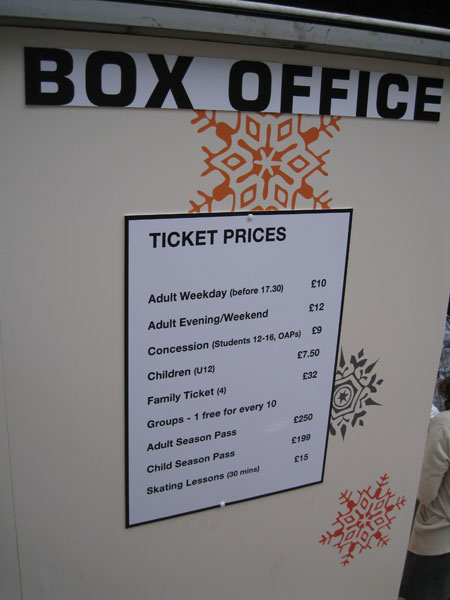 BOX OFFICE
TICKET PRICES
Adult Weekday (before 17.30) £10
Adult Evening/Weekend £12
Concession (Students 12-16, OAPs) £9
Children (U12) £7.50
Family Ticket (4) £32
Groups - 1 free for every 10
Adult Season Pass £250
Child Season Pass £199
Skating Lessons (30 mins) £15